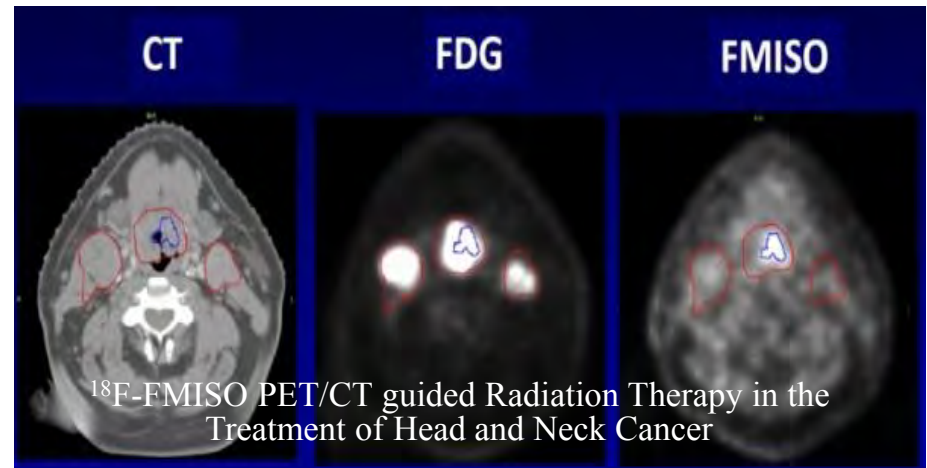 CT
FDG
FMISO
¹⁸F-FMISO PET/CT guided Radiation Therapy in the
Treatment of Head and Neck Cancer